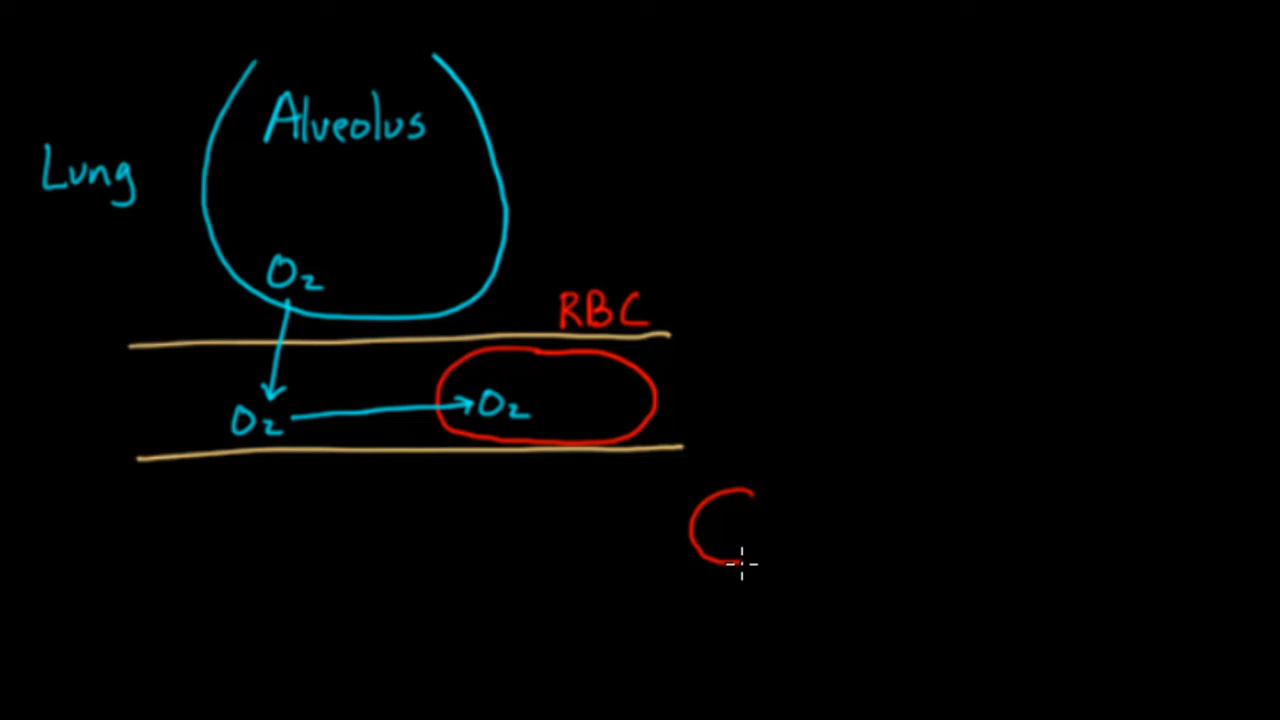 Alveolus
Lung
O₂
RBC
O₂
O₂